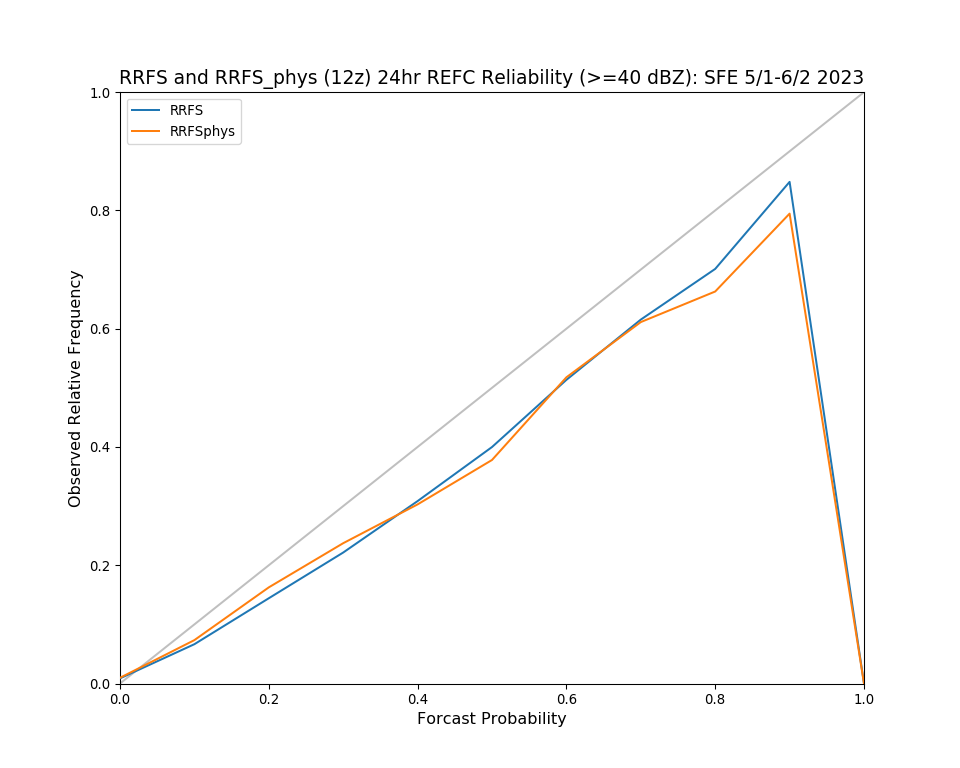 RRFS and RRFS_phys (12z) 24hr REFC Reliability (>=40 dBZ): SFE 5/1-6/2 2023
1.0
RRFS
RRFSphys
0.8
0.6
0.4
0.2
0.0
Observed Relative Frequency
0.0 0.2 0.4 0.6 0.8 1.0
Forcast Probability